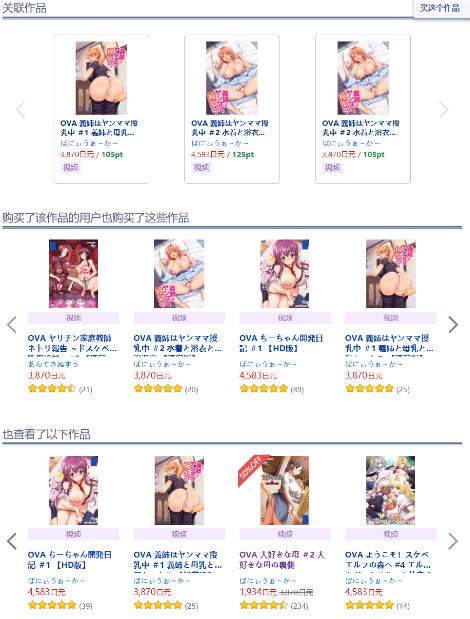 关联作品
买这个作品
OVA 義姉はヤンママ授
乳中 #1 義姉と母乳...
ばにぃうぉ～か～
3,870日元 / 105pt
视频
OVA 義姉はヤンママ授
乳中 #2 水着と浴衣...
ばにぃうぉ～か～
4,583日元 / 125pt
视频
OVA 義姉はヤンママ授
乳中 #2 水着と浴衣...
ばにぃうぉ～か～
3,870日元 / 105pt
视频
购买了该作品的用户也购买了这些作品
视频
OVA ヤリチン家庭教師
ネトリ報告 ～ドスケベ...
あんてきぬすっ
3,870日元
(21)
视频
OVA 義姉はヤンママ授
乳中 #2 水着と浴衣と...
ばにぃうぉ～か～
3,870日元
(20)
视频
OVA ちーちゃん開発日
記 #1 【HD版】
ばにぃうぉ～か～
4,583日元
(39)
视频
OVA 義姉はヤンママ授
乳中 #1 義姉と母乳と...
ばにぃうぉ～か～
3,870日元
(25)
也查看了以下作品
视频
OVA ちーちゃん開発日
記 #1 【HD版】
ばにぃうぉ～か～
4,583日元
(39)
视频
OVA 義姉はヤンママ授
乳中 #1 義姉と母乳と...
ばにぃうぉ～か～
3,870日元
(25)
50%OFF
视频
OVA 大好きな母 #2 大
好きな母の裏側
ばにぃうぉ～か～
1,934日元 3,870日元
(234)
视频
OVA ようこそ! スケベ
エルフの森へ #4 エル...
ばにぃうぉ～か～
4,583日元
(14)